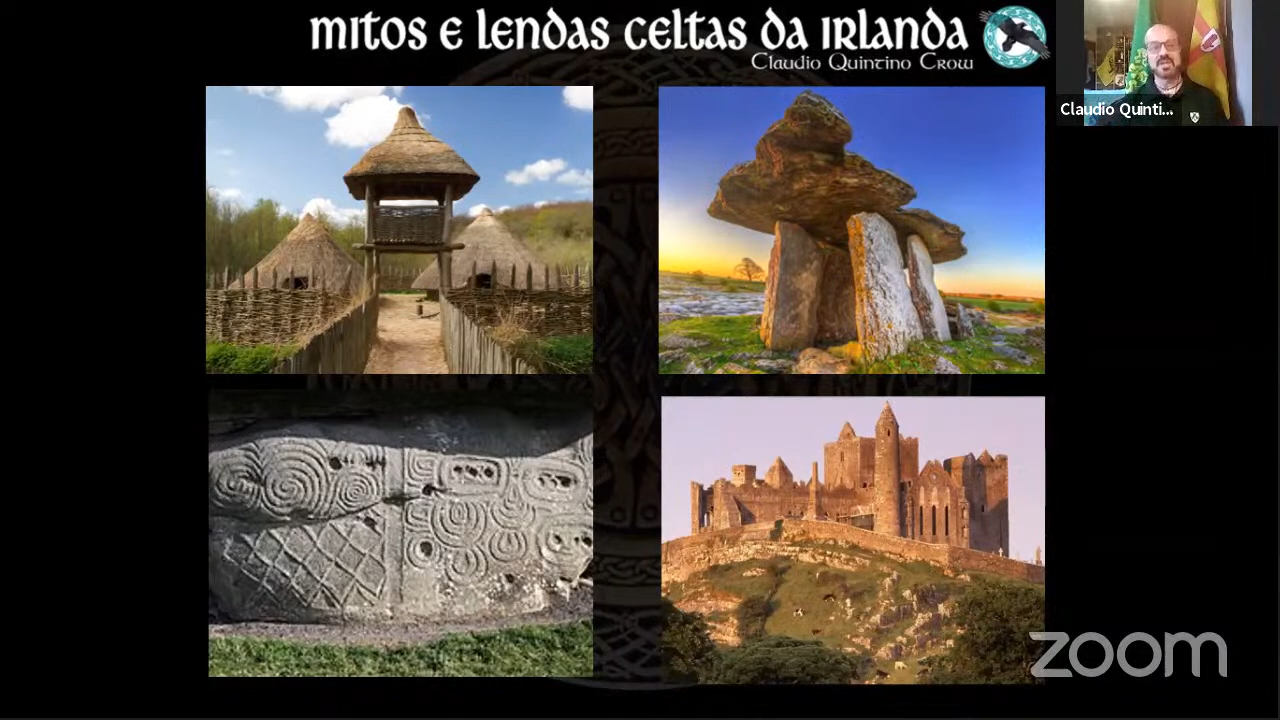 mitos e lendas celtas da irlanda
Claudio Quintino Crow
Claudio Quinti...
zoom